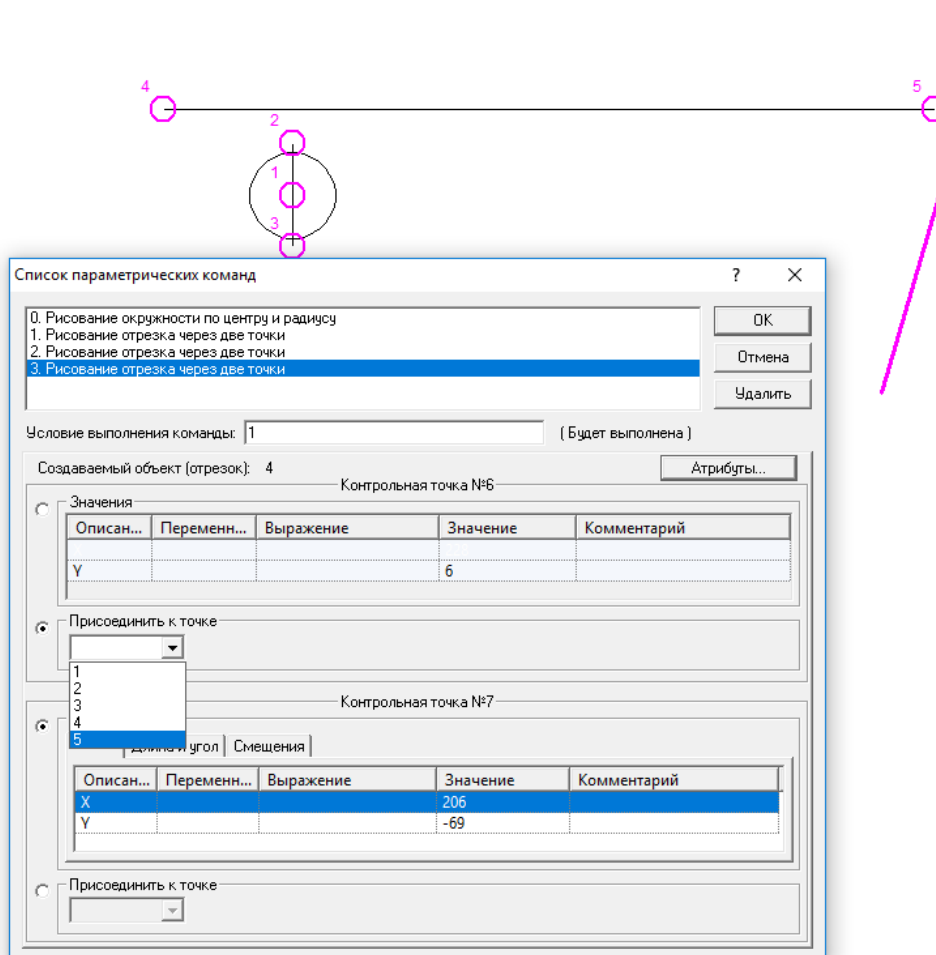 4
5
2
1
3
Список параметрических команд ? ×
0. Рисование окружности по центру и радиусу
1. Рисование отрезка через две точки
2. Рисование отрезка через две точки
3. Рисование отрезка через две точки
OK
Отмена
Удалить
Условие выполнения команды: 1 ( Будет выполнена )
Создаваемый объект (отрезок): 4 Атрибуты...
Контрольная точка №6
Значения
Описан... Переменн... Выражение Значение Комментарий
Y 6
Присоединить к точке
1
2
3
4
5
Контрольная точка №7
угол Смещения
Описан... Переменн... Выражение Значение Комментарий
X 206
Y -69
Присоединить к точке